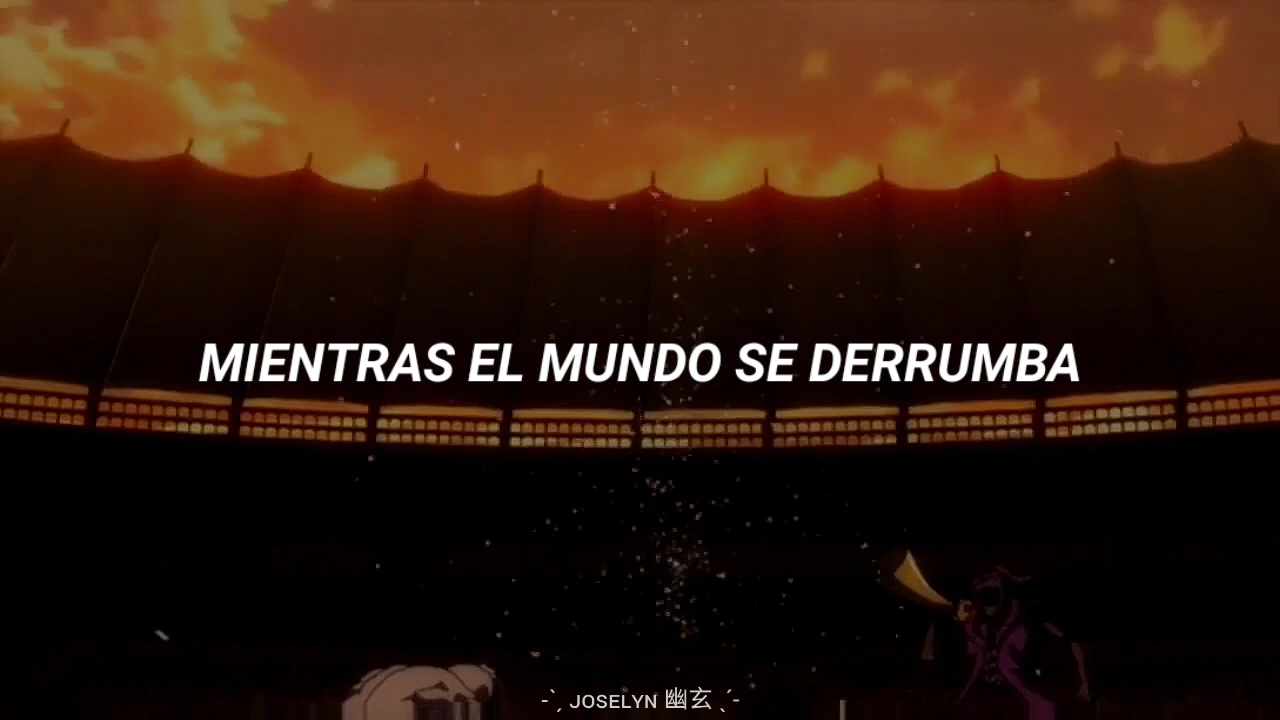 MIENTRAS EL MUNDO SE DERRUMBA
-ˋˏ JOSELYN 幽玄 ˎˊ-